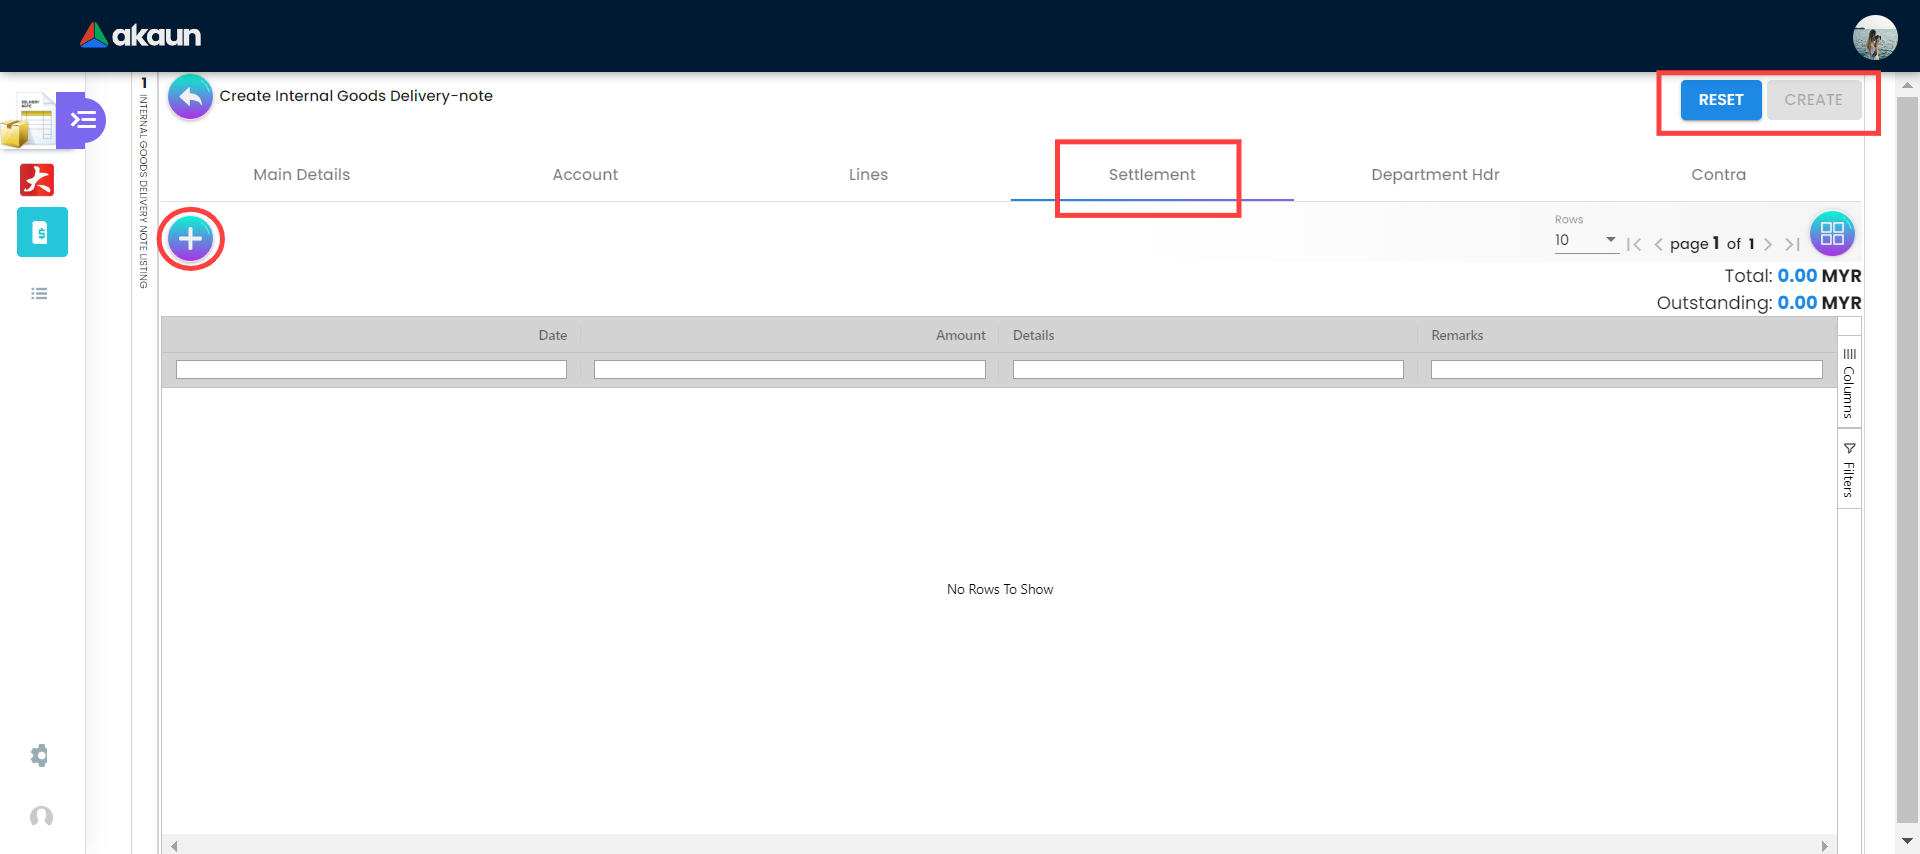 akaun
DELIVERY
NOTE
1
INTERNAL GOODS DELIVERY NOTE LISTING
Create Internal Goods Delivery-note
RESET
CREATE
Main Details
Account
Lines
Settlement
Department Hdr
Contra
Rows
10
page 1 of 1
Total: 0.00 MYR
Outstanding: 0.00 MYR
Date
Amount
Details
Remarks
Columns
Filters
No Rows To Show